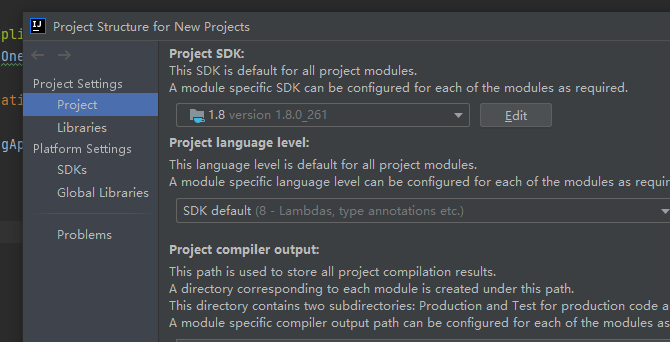 Project Structure for New Projects
pli
One
ati
gAp
Project Settings
Project
Libraries
Platform Settings
SDKs
Global Libraries
Problems
Project SDK:
This SDK is default for all project modules.
A module specific SDK can be configured for each of the modules as required.
1.8 version 1.8.0_261
Edit
Project language level:
This language level is default for all project modules.
A module specific language level can be configured for each of the modules as requir
SDK default (8 - Lambdas, type annotations etc.)
Project compiler output:
This path is used to store all project compilation results.
A directory corresponding to each module is created under this path.
This directory contains two subdirectories: Production and Test for production code a
A module specific compiler output path can be configured for each of the modules as